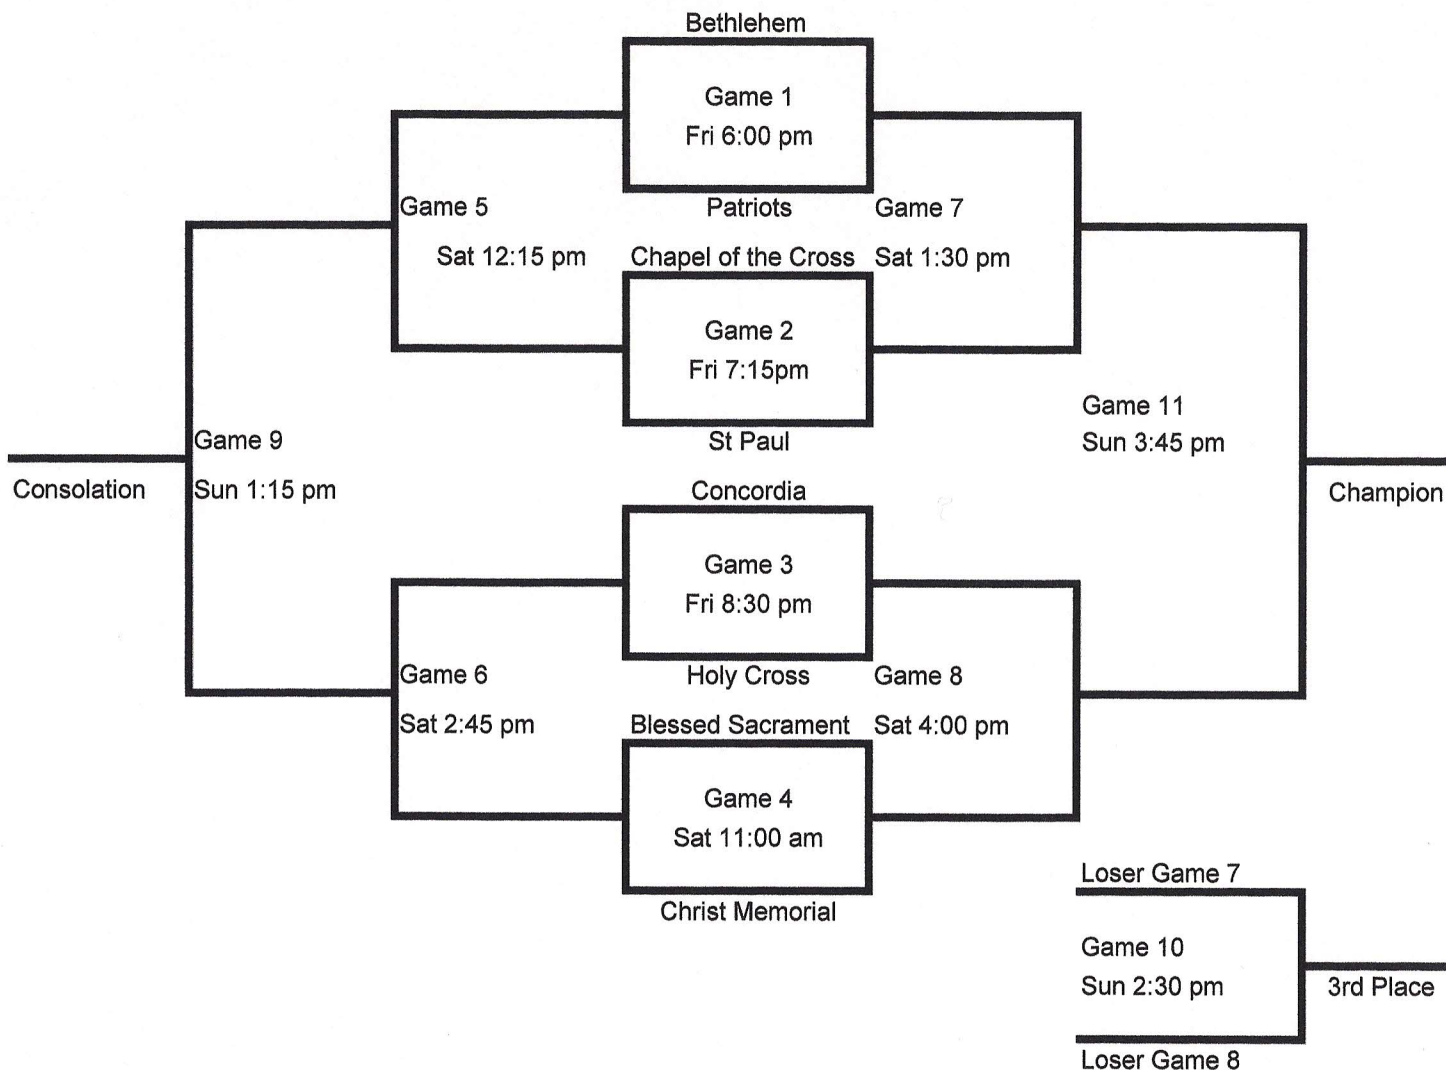 Bethlehem
Game 1
Fri 6:00 pm
Patriots
Game 5
Sat 12:15 pm
Game 7
Sat 1:30 pm
Chapel of the Cross
Game 2
Fri 7:15pm
St Paul
Game 9
Sun 1:15 pm
Consolation
Game 11
Sun 3:45 pm
Champion
Concordia
Game 3
Fri 8:30 pm
Holy Cross
Game 6
Sat 2:45 pm
Game 8
Sat 4:00 pm
Blessed Sacrament
Game 4
Sat 11:00 am
Christ Memorial
Loser Game 7
Game 10
Sun 2:30 pm
3rd Place
Loser Game 8